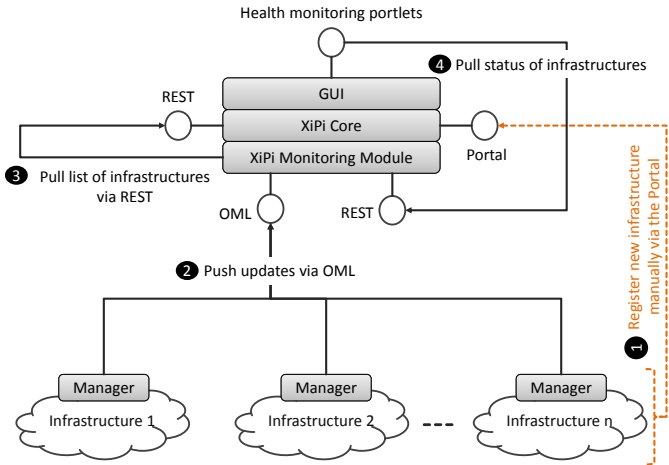 Health monitoring portlets
4 Pull status of infrastructures
GUI
REST
XiPi Core
Portal
XiPi Monitoring Module
3 Pull list of infrastructures
via REST
OML
REST
2 Push updates via OML
1 Register new infrastructure
manually via the Portal
Manager
Manager
Manager
Infrastructure 1
Infrastructure 2
Infrastructure n